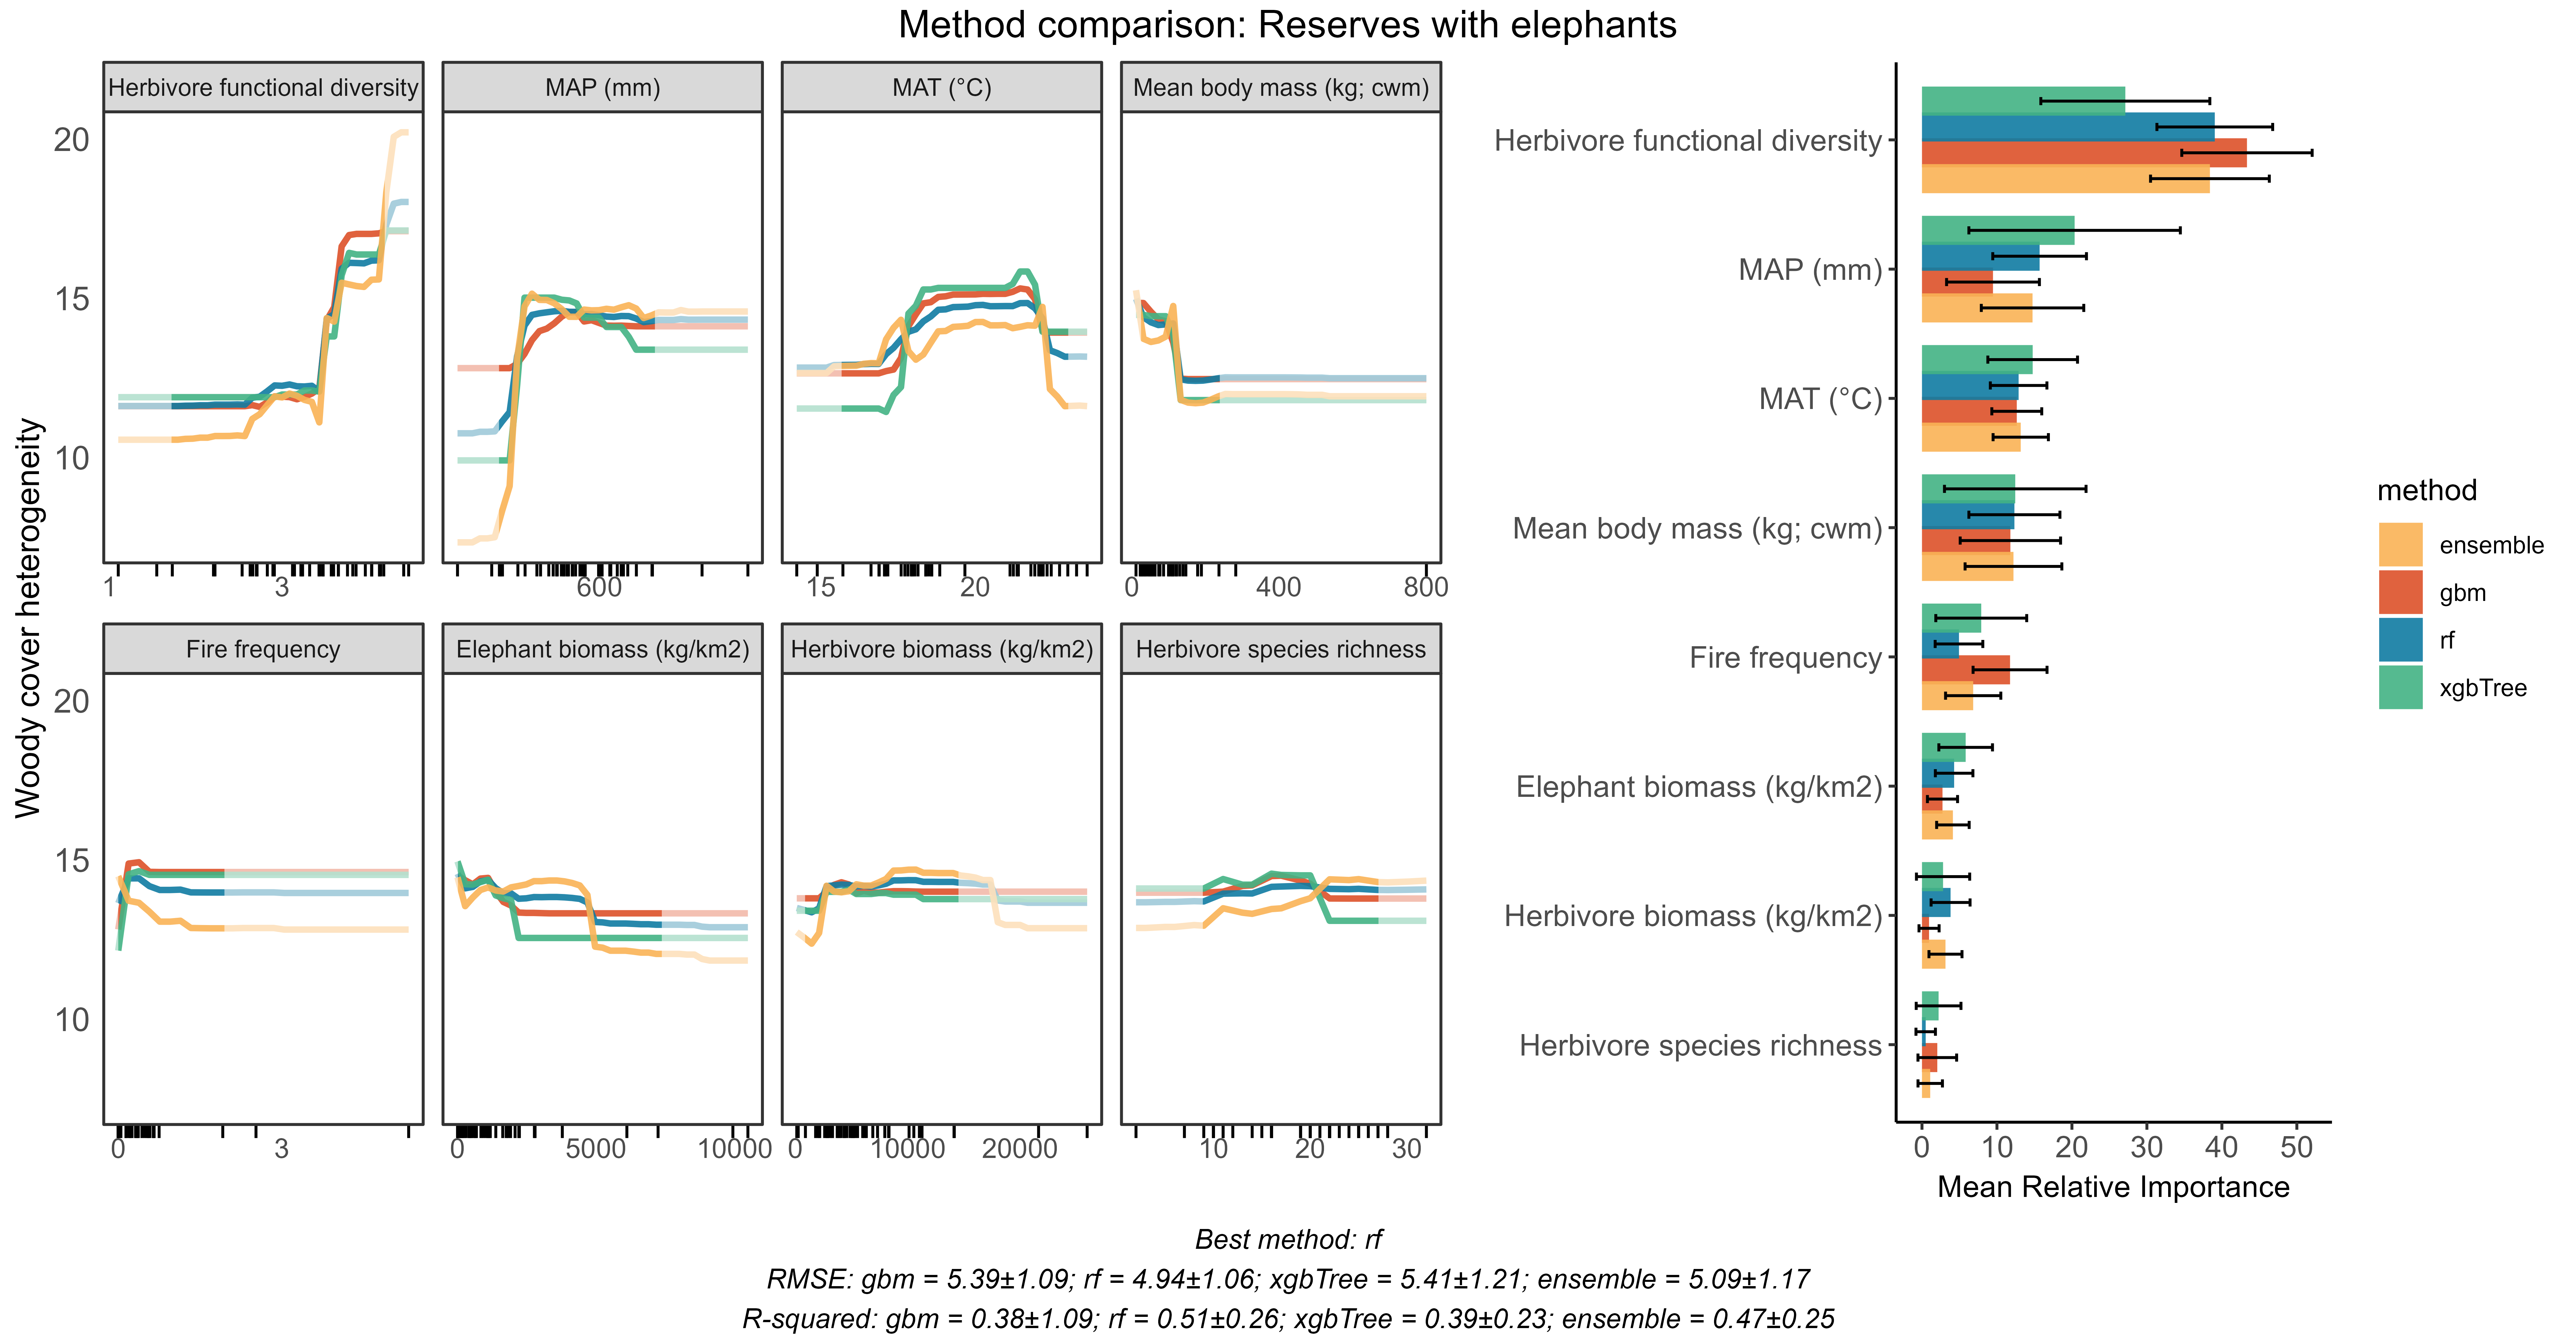 Method comparison: Reserves with elephants
Herbivore functional diversity
MAP (mm)
MAT (°C)
Mean body mass (kg; cwm)
20
15
10
1
3
600
15
20
0
400
800
Fire frequency
Elephant biomass (kg/km2)
Herbivore biomass (kg/km2)
Herbivore species richness
20
15
10
0
3
0
5000
10000
0
10000
20000
10
20
30
Woody cover heterogeneity
Herbivore functional diversity
MAP (mm)
MAT (°C)
Mean body mass (kg; cwm)
Fire frequency
Elephant biomass (kg/km2)
Herbivore biomass (kg/km2)
Herbivore species richness
0
10
20
30
40
50
Mean Relative Importance
method
ensemble
gbm
rf
xgbTree
Best method: rf
RMSE: gbm = 5.39±1.09; rf = 4.94±1.06; xgbTree = 5.41±1.21; ensemble = 5.09±1.17
R-squared: gbm = 0.38±1.09; rf = 0.51±0.26; xgbTree = 0.39±0.23; ensemble = 0.47±0.25